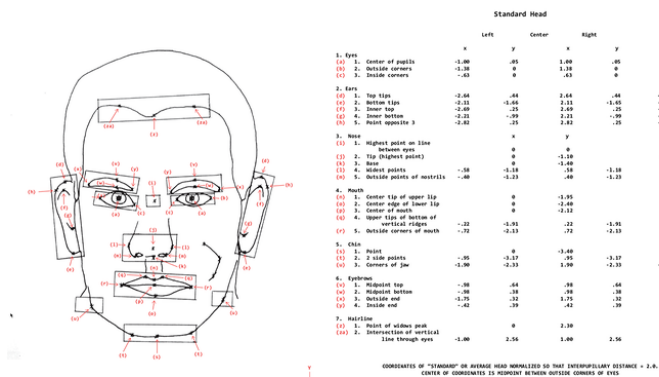 Standard Head
Left Center Right
x y x y
1. Eyes
(a) 1. Center of pupils -1.00 .05 1.00 .05
(b) 2. Outside corners -1.38 0 1.38 0
(c) 3. Inside corners -.63 0 .63 0
2. Ears
(d) 1. Top tips -2.64 .44 2.64 .44
(e) 2. Bottom tips -2.11 -1.66 2.11 -1.65
(f) 3. Inner top -2.69 .25 2.69 .25
(g) 4. Inner bottom -2.21 -.99 2.21 -.99
(h) 5. Point opposite 3 -2.82 .25 2.82 .25
3. Nose x y
(i) 1. Highest point on line
between eyes 0 0
(j) 2. Tip (highest point) 0 -1.10
(k) 3. Base 0 -1.40
(l) 4. Widest points -.58 -1.18 .58 -1.18
(m) 5. Outside points of nostrils -.40 -1.23 .40 -1.23
4. Mouth
(n) 1. Center tip of upper lip 0 -1.95
(o) 2. Center edge of lower lip 0 -2.40
(p) 3. Center of mouth 0 -2.12
(q) 4. Upper tips at bottom of
vertical ridges -.22 -1.91 .22 -1.91
(r) 5. Outside corners of mouth -.72 -2.13 .72 -2.13
5. Chin
(s) 1. Point 0 -3.40
(t) 2. 2 side points -.95 -3.17 .95 -3.17
(u) 3. Corners of jaw -1.90 -2.33 1.90 -2.33
6. Eyebrows
(v) 1. Midpoint top -.98 .64 .98 .64
(w) 2. Midpoint bottom -.98 .38 .98 .38
(x) 3. Outside end -1.75 .32 1.75 .32
(y) 4. Inside end -.42 .39 .42 .39
7. Hairline
(z) 1. Point of widows peak 0 2.30
(aa) 2. Intersection of vertical
line through eyes -1.00 2.56 1.00 2.56
COORDINATES OF "STANDARD" OR AVERAGE HEAD NORMALIZED SO THAT INTERPUPILLARY DISTANCE = 2.0.
CENTER OF COORDINATES IS MIDPOINT BETWEEN OUTSIDE CORNERS OF EYES